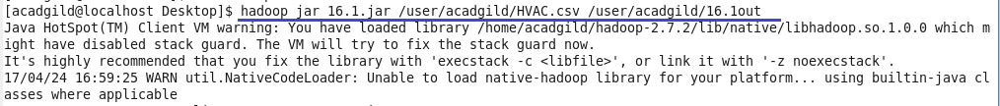 [acadgild@localhost Desktop]$ hadoop jar 16.1.jar /user/acadgild/HVAC.csv /user/acadgild/16.1out
Java HotSpot(TM) Client VM warning: You have loaded library /home/acadgild/hadoop-2.7.2/lib/native/libhadoop.so.1.0.0 which m
ight have disabled stack guard. The VM will try to fix the stack guard now.
It's highly recommended that you fix the library with 'execstack -c <libfile>', or link it with '-z noexecstack'.
17/04/24 16:59:25 WARN util.NativeCodeLoader: Unable to load native-hadoop library for your platform... using builtin-java cl
asses where applicable